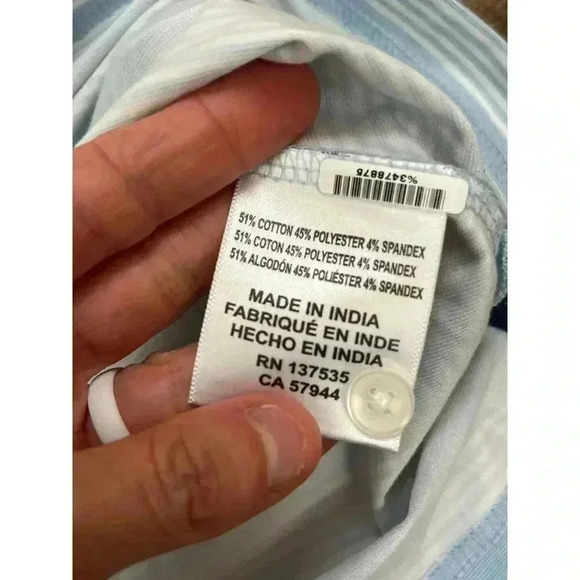 %3478875
51% COTTON 45% POLYESTER 4% SPANDEX
51% COTON 45% POLYESTER 4% SPANDEX
51% ALGODÓN 45% POLIÉSTER 4% SPANDEX
MADE IN INDIA
FABRIQUÉ EN INDE
HECHO EN INDIA
RN 137535
CA 57944